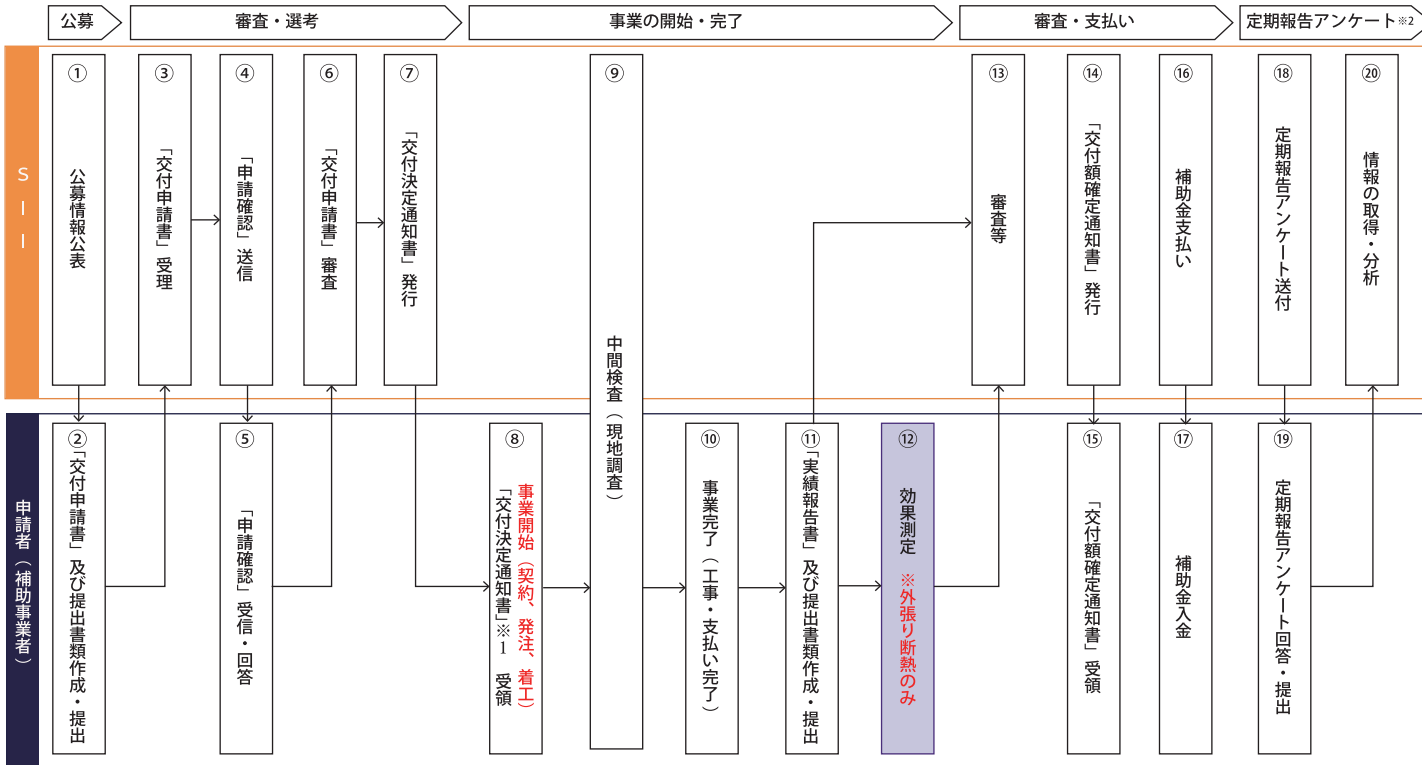 公募
審査・選考
事業の開始・完了
審査・支払い
定期報告アンケート※2
SII
①
公募情報公表
③
「交付申請書」受理
④
「申請確認」送信
⑥
「交付申請書」審査
⑦
「交付決定通知書」発行
⑨
中間検査（現地調査）
⑬
審査等
⑭
「交付額確定通知書」発行
⑯
補助金支払い
⑱
定期報告アンケート送付
⑳
情報の取得・分析
申請者（補助事業者）
②
「交付申請書」及び提出書類作成・提出
⑤
「申請確認」受信・回答
⑧
事業開始（契約、発注、着工）
「交付決定通知書」※1 受領
⑩
事業完了（工事・支払い完了）
⑪
「実績報告書」及び提出書類作成・提出
⑫
効果測定 ※外張り断熱のみ
⑮
「交付額確定通知書」受領
⑰
補助金入金
⑲
定期報告アンケート回答・提出